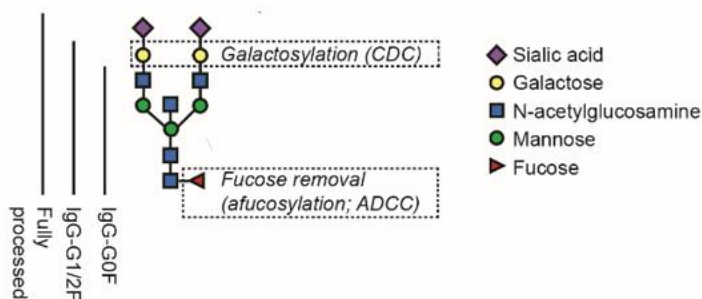 Galactosylation (CDC)
Fucose removal
(afucosylation; ADCC)
Sialic acid
Galactose
N-acetylglucosamine
Mannose
Fucose
Fully
processed
IgG-G1/2F
IgG-G0F